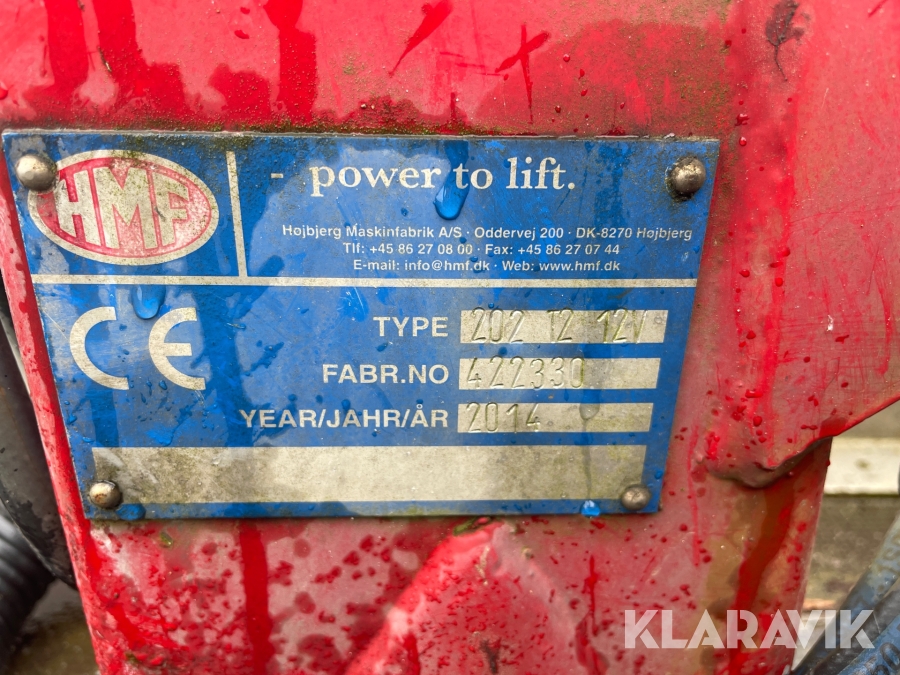 HMF
- power to lift.
Højbjerg Maskinfabrik A/S · Oddervej 200 · DK-8270 Højbjerg
Tlf: +45 86 27 08 00 · Fax: +45 86 27 07 44
E-mail: info@hmf.dk · Web: www.hmf.dk
CE
TYPE 202 T2 12V
FABR.NO 422330
YEAR/JAHR/ÅR 2014
KLARAVIK